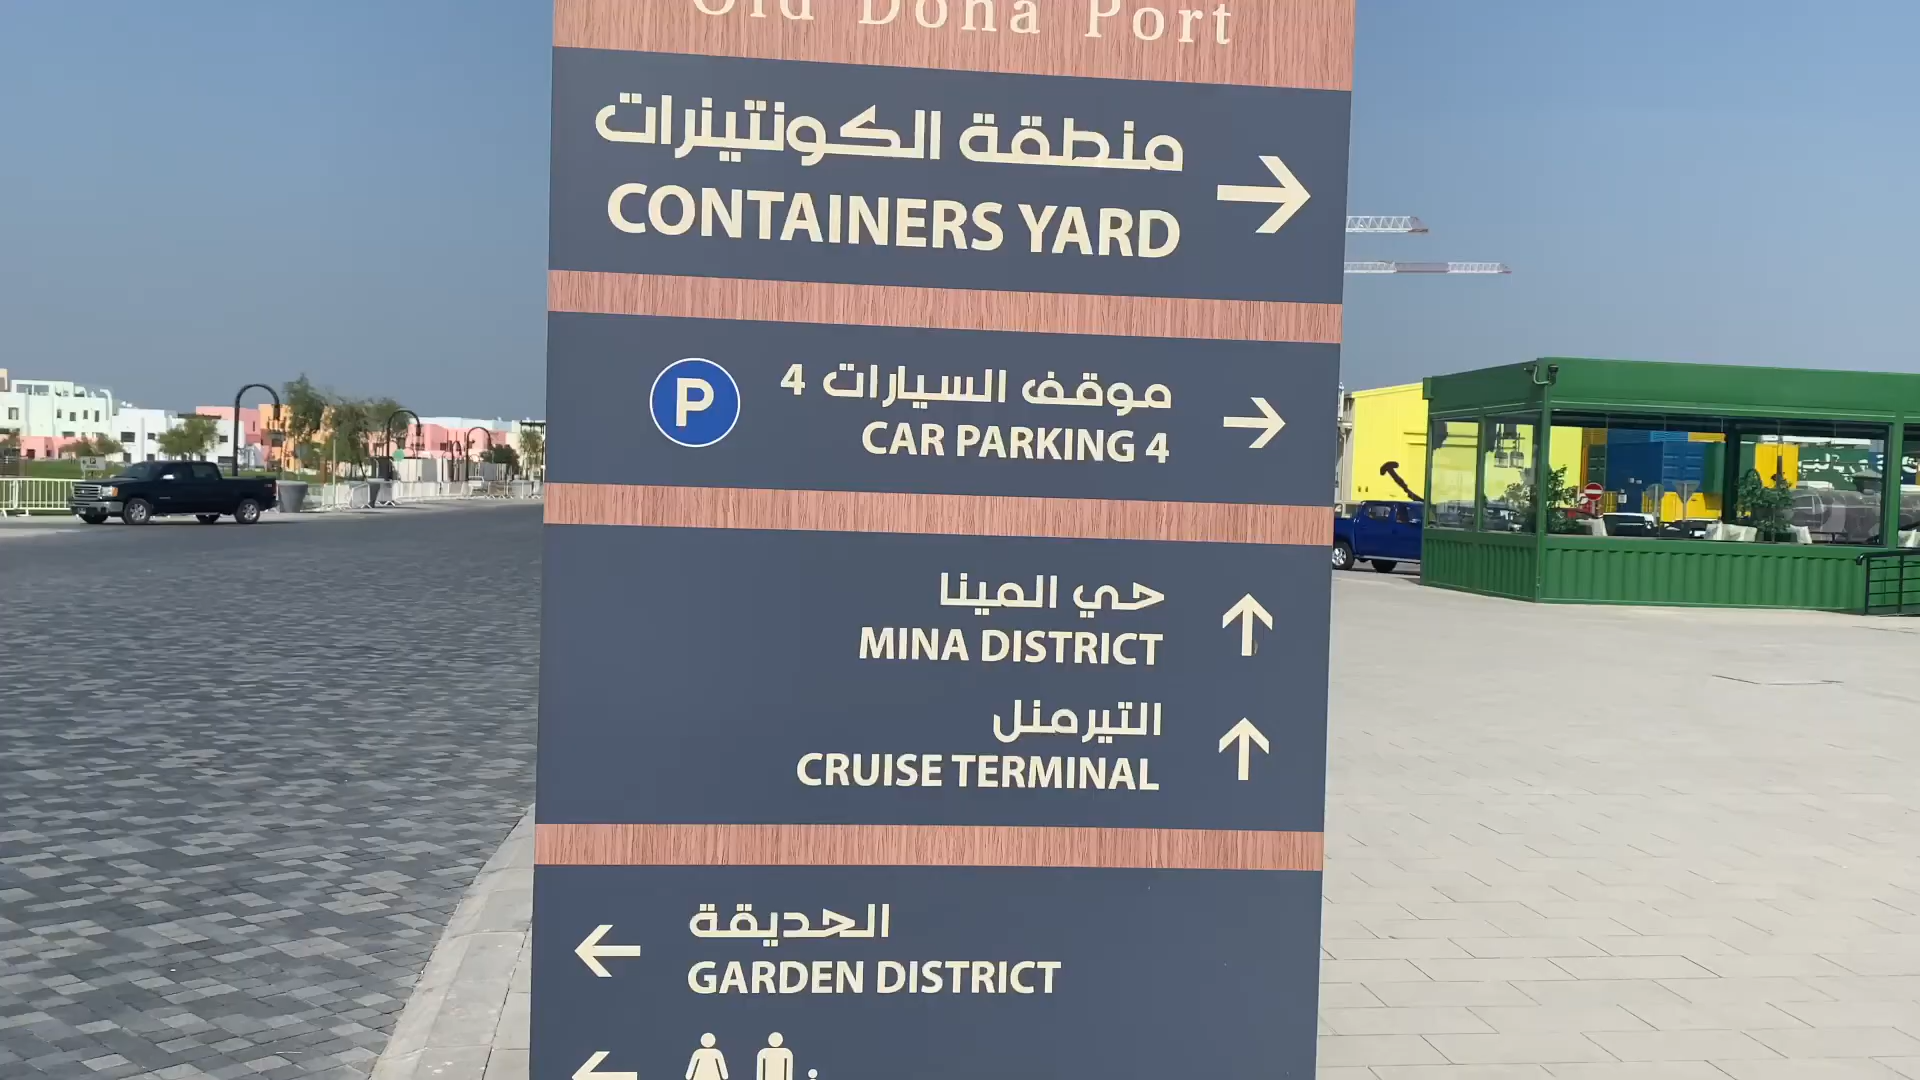 Old Doha Port
منطقة الكونتينرات
CONTAINERS YARD
P
موقف السيارات 4
CAR PARKING 4
حي المينا
MINA DISTRICT
التيرمنل
CRUISE TERMINAL
الحديقة
GARDEN DISTRICT